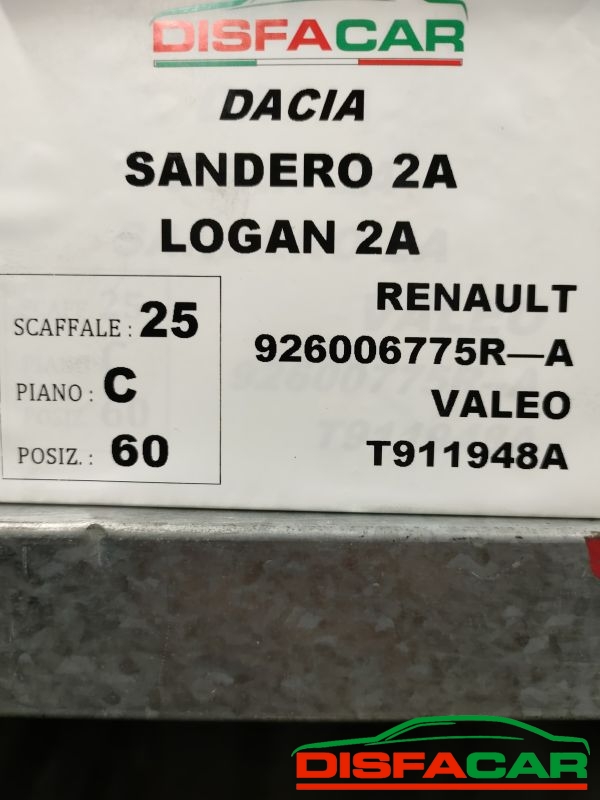 DISFACAR
DACIA
SANDERO 2A
LOGAN 2A
SCAFFALE : 25
PIANO : C
POSIZ. : 60
RENAULT
926006775R—A
VALEO
T911948A
DISFACAR